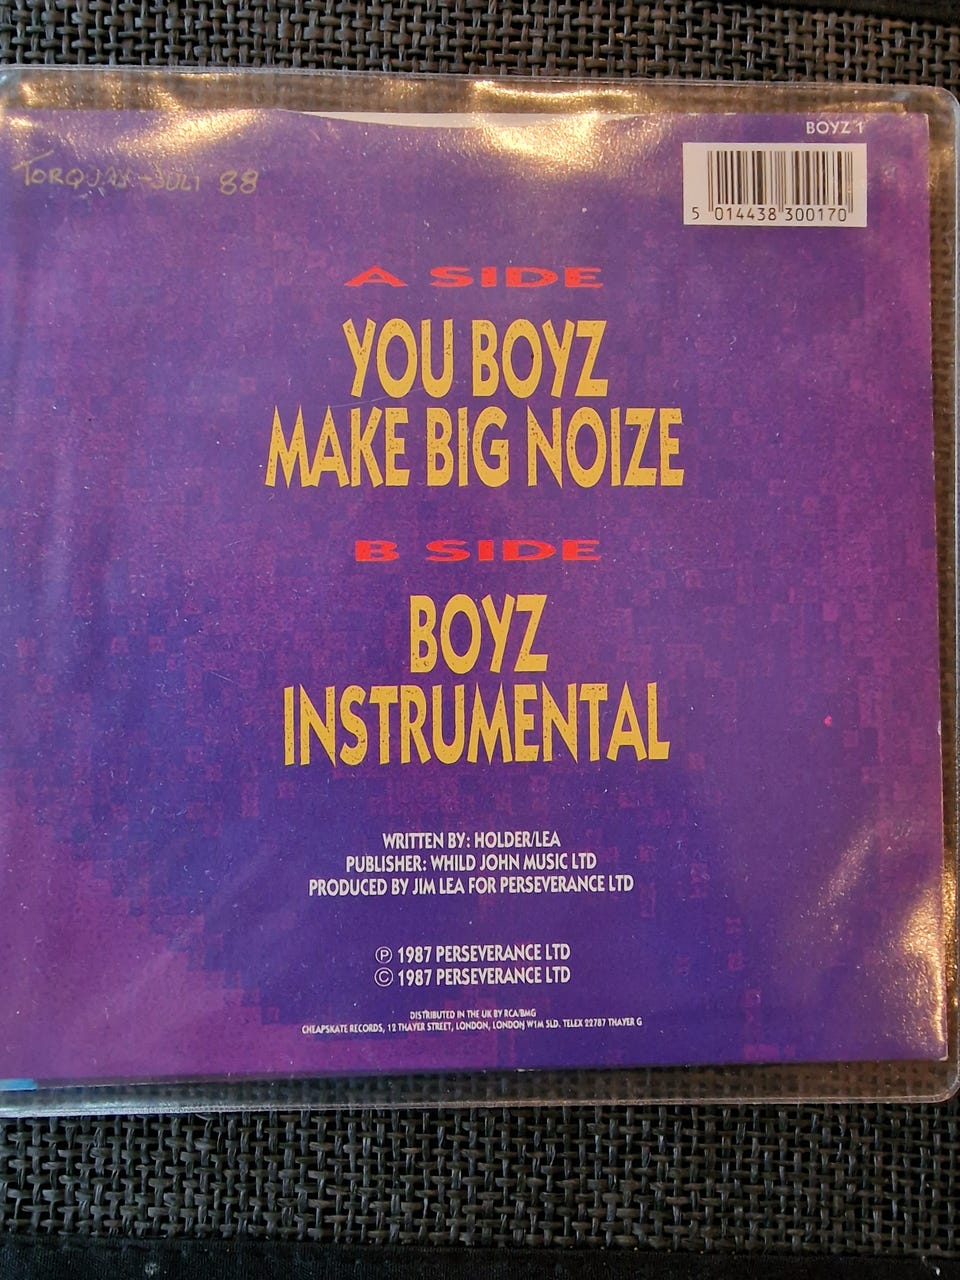 BOYZ 1
TORQUAY - JULY 88
5 014438 300170
A SIDE
YOU BOYZ
MAKE BIG NOIZE
B SIDE
BOYZ
INSTRUMENTAL
WRITTEN BY: HOLDER/LEA
PUBLISHER: WHILD JOHN MUSIC LTD
PRODUCED BY JIM LEA FOR PERSEVERANCE LTD
℗ 1987 PERSEVERANCE LTD
© 1987 PERSEVERANCE LTD
DISTRIBUTED IN THE UK BY RCA/BMG
CHEAPSKATE RECORDS, 12 THAYER STREET, LONDON, LONDON W1M 5LD. TELEX 22787 THAYER G